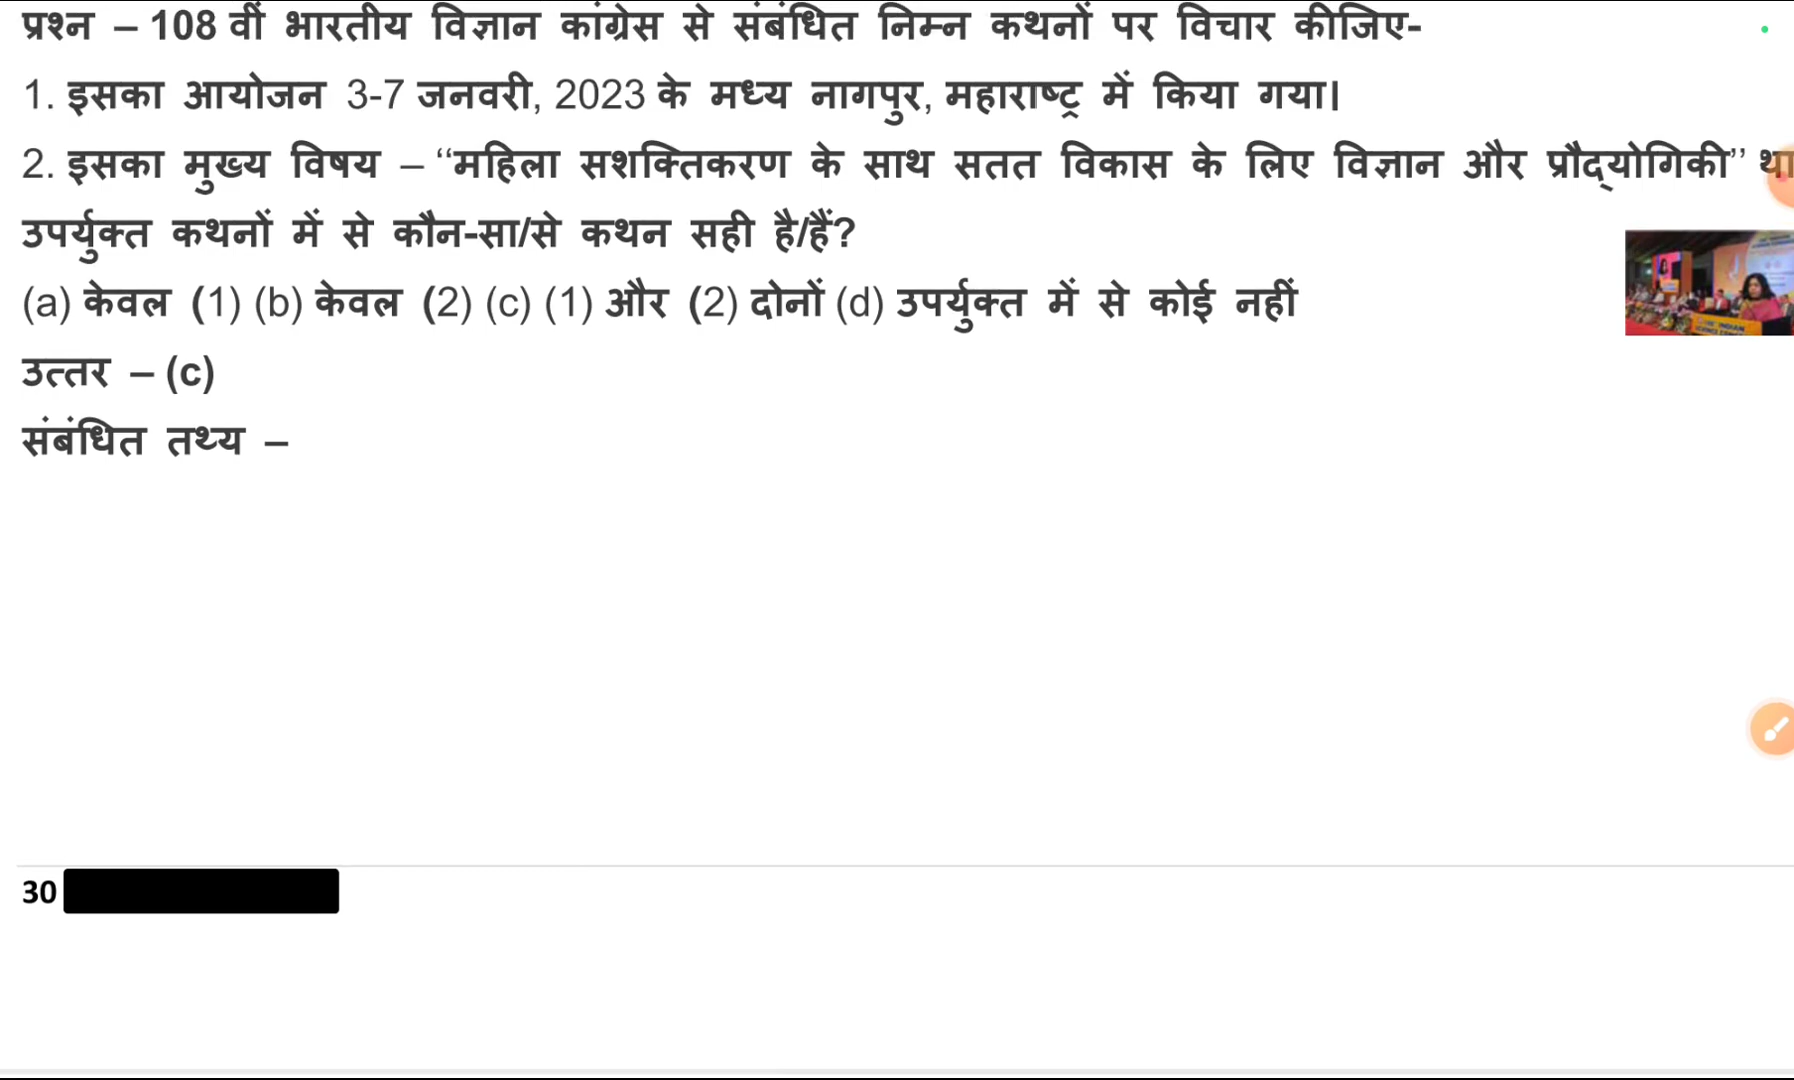 प्रश्न – 108 वीं भारतीय विज्ञान कांग्रेस से संबंधित निम्न कथनों पर विचार कीजिए-
1. इसका आयोजन 3-7 जनवरी, 2023 के मध्य नागपुर, महाराष्ट्र में किया गया।
2. इसका मुख्य विषय – ‘‘महिला सशक्तिकरण के साथ सतत विकास के लिए विज्ञान और प्रौद्योगिकी’’ था
उपर्युक्त कथनों में से कौन-सा/से कथन सही है/हैं?
(a) केवल (1) (b) केवल (2) (c) (1) और (2) दोनों (d) उपर्युक्त में से कोई नहीं
उत्तर – (c)
संबंधित तथ्य –
30